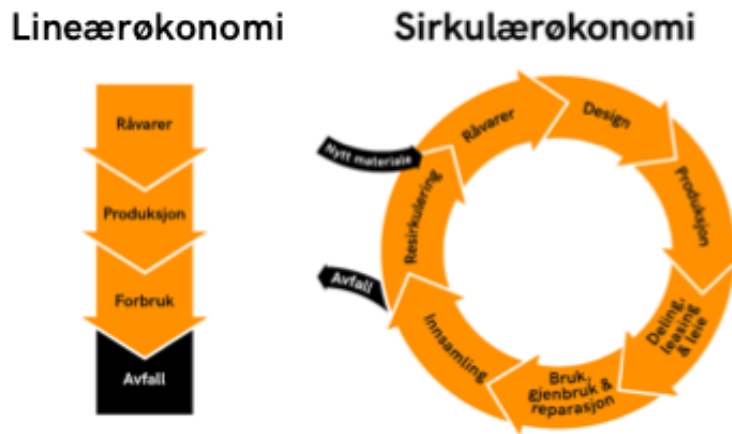 Lineærøkonomi
Sirkulærøkonomi
Råvarer
Produksjon
Forbruk
Avfall
Nytt materiale
Råvarer
Design
Produksjon
Deling,
leasing
& leie
Bruk,
gjenbruk &
reparasjon
Innsamling
Avfall
Resirkulering